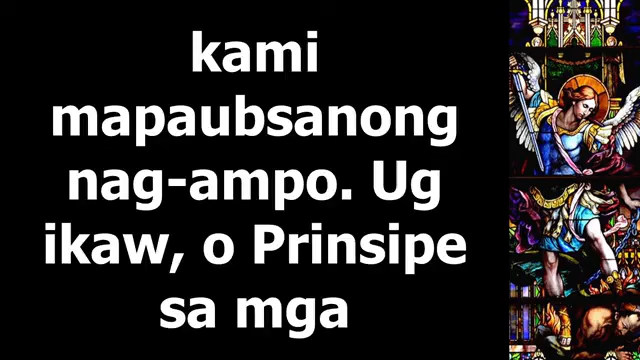 kami
mapaubsanong
nag-ampo. Ug
ikaw, o Prinsipe
sa mga